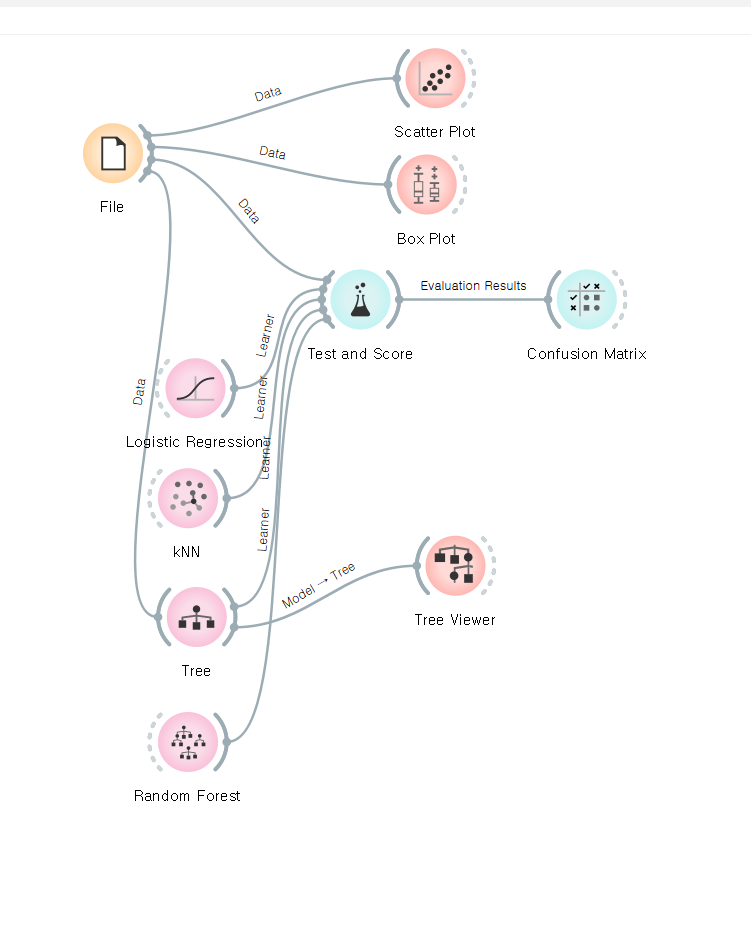 Data
Scatter Plot
File
Data
Box Plot
Data
Evaluation Results
Test and Score
Confusion Matrix
Learner
Data
Learner
Logistic Regression
Learner
kNN
Learner
Model → Tree
Tree Viewer
Tree
Random Forest